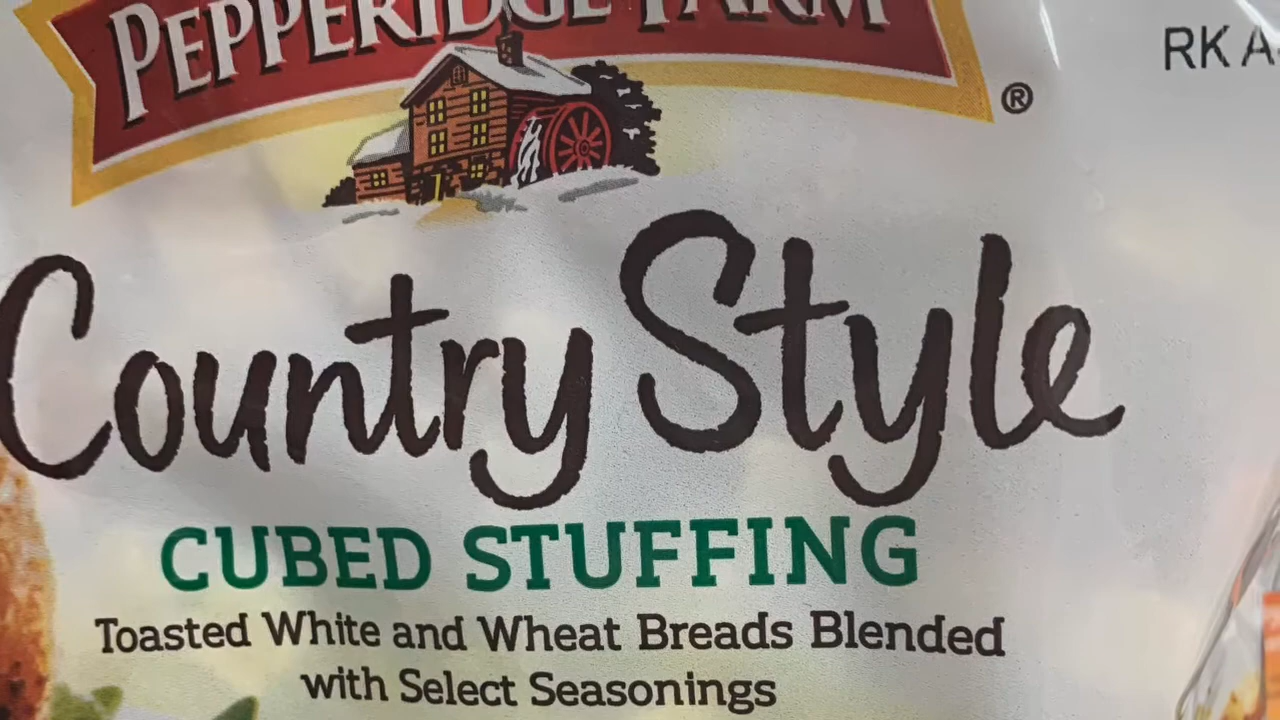 PEPPERIDGE FARM
®
RK A
Country Style
CUBED STUFFING
Toasted White and Wheat Breads Blended
with Select Seasonings